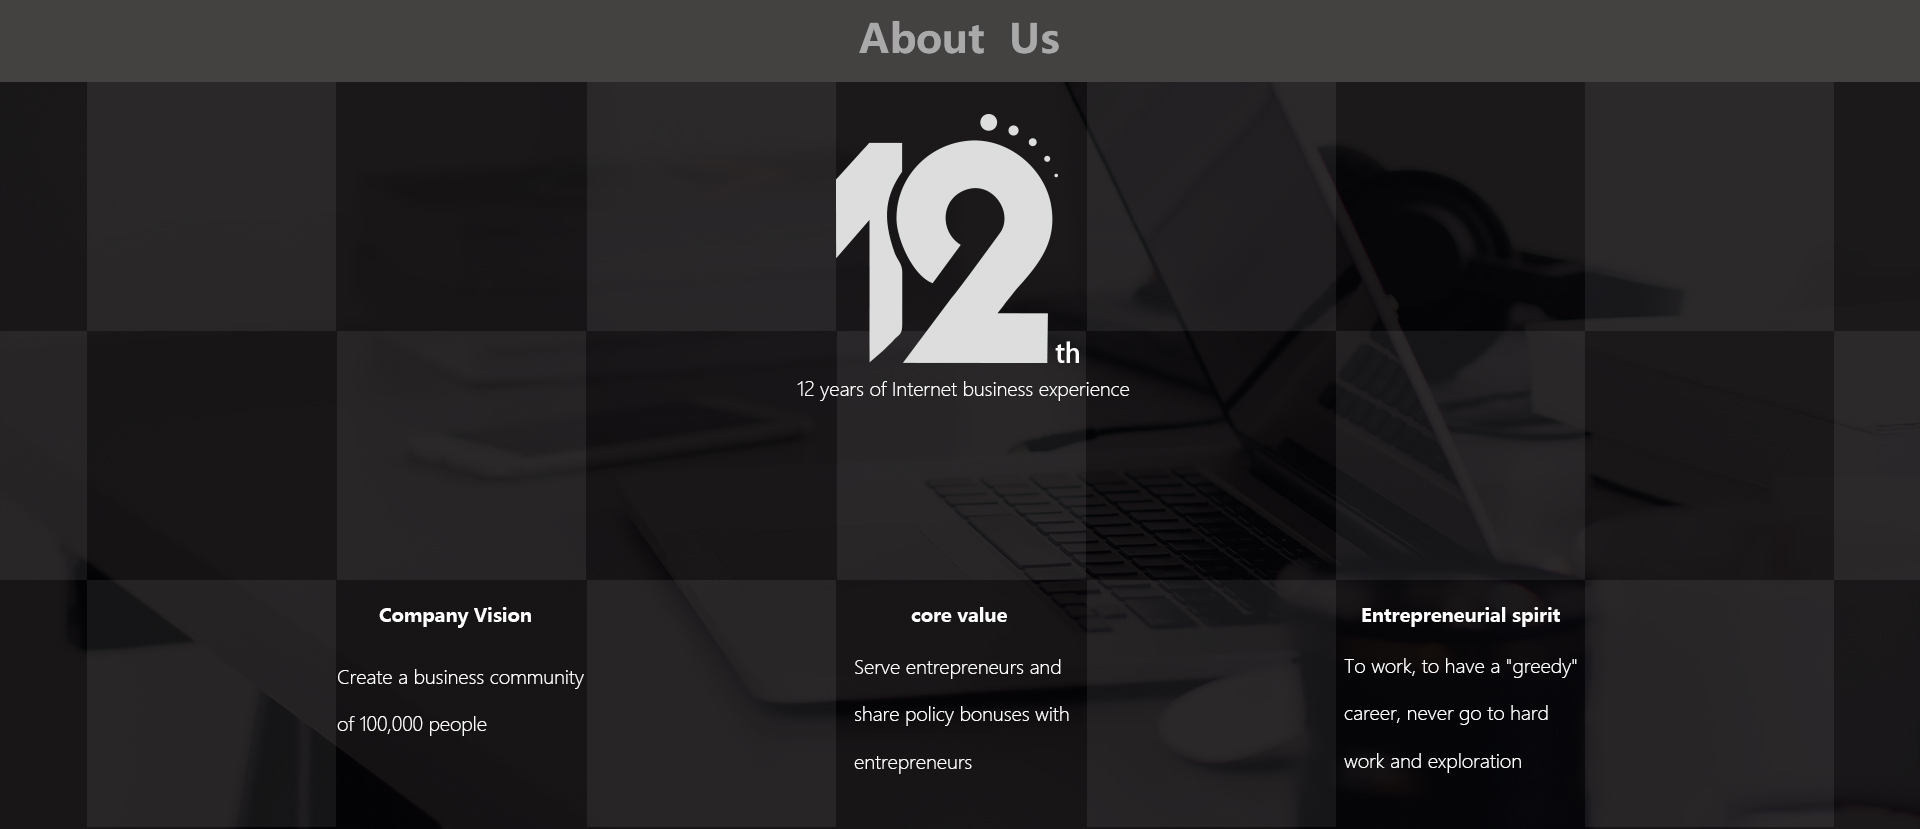 About Us
12
th
12 years of Internet business experience
Company Vision
Create a business community
of 100,000 people
core value
Serve entrepreneurs and
share policy bonuses with
entrepreneurs
Entrepreneurial spirit
To work, to have a "greedy"
career, never go to hard
work and exploration